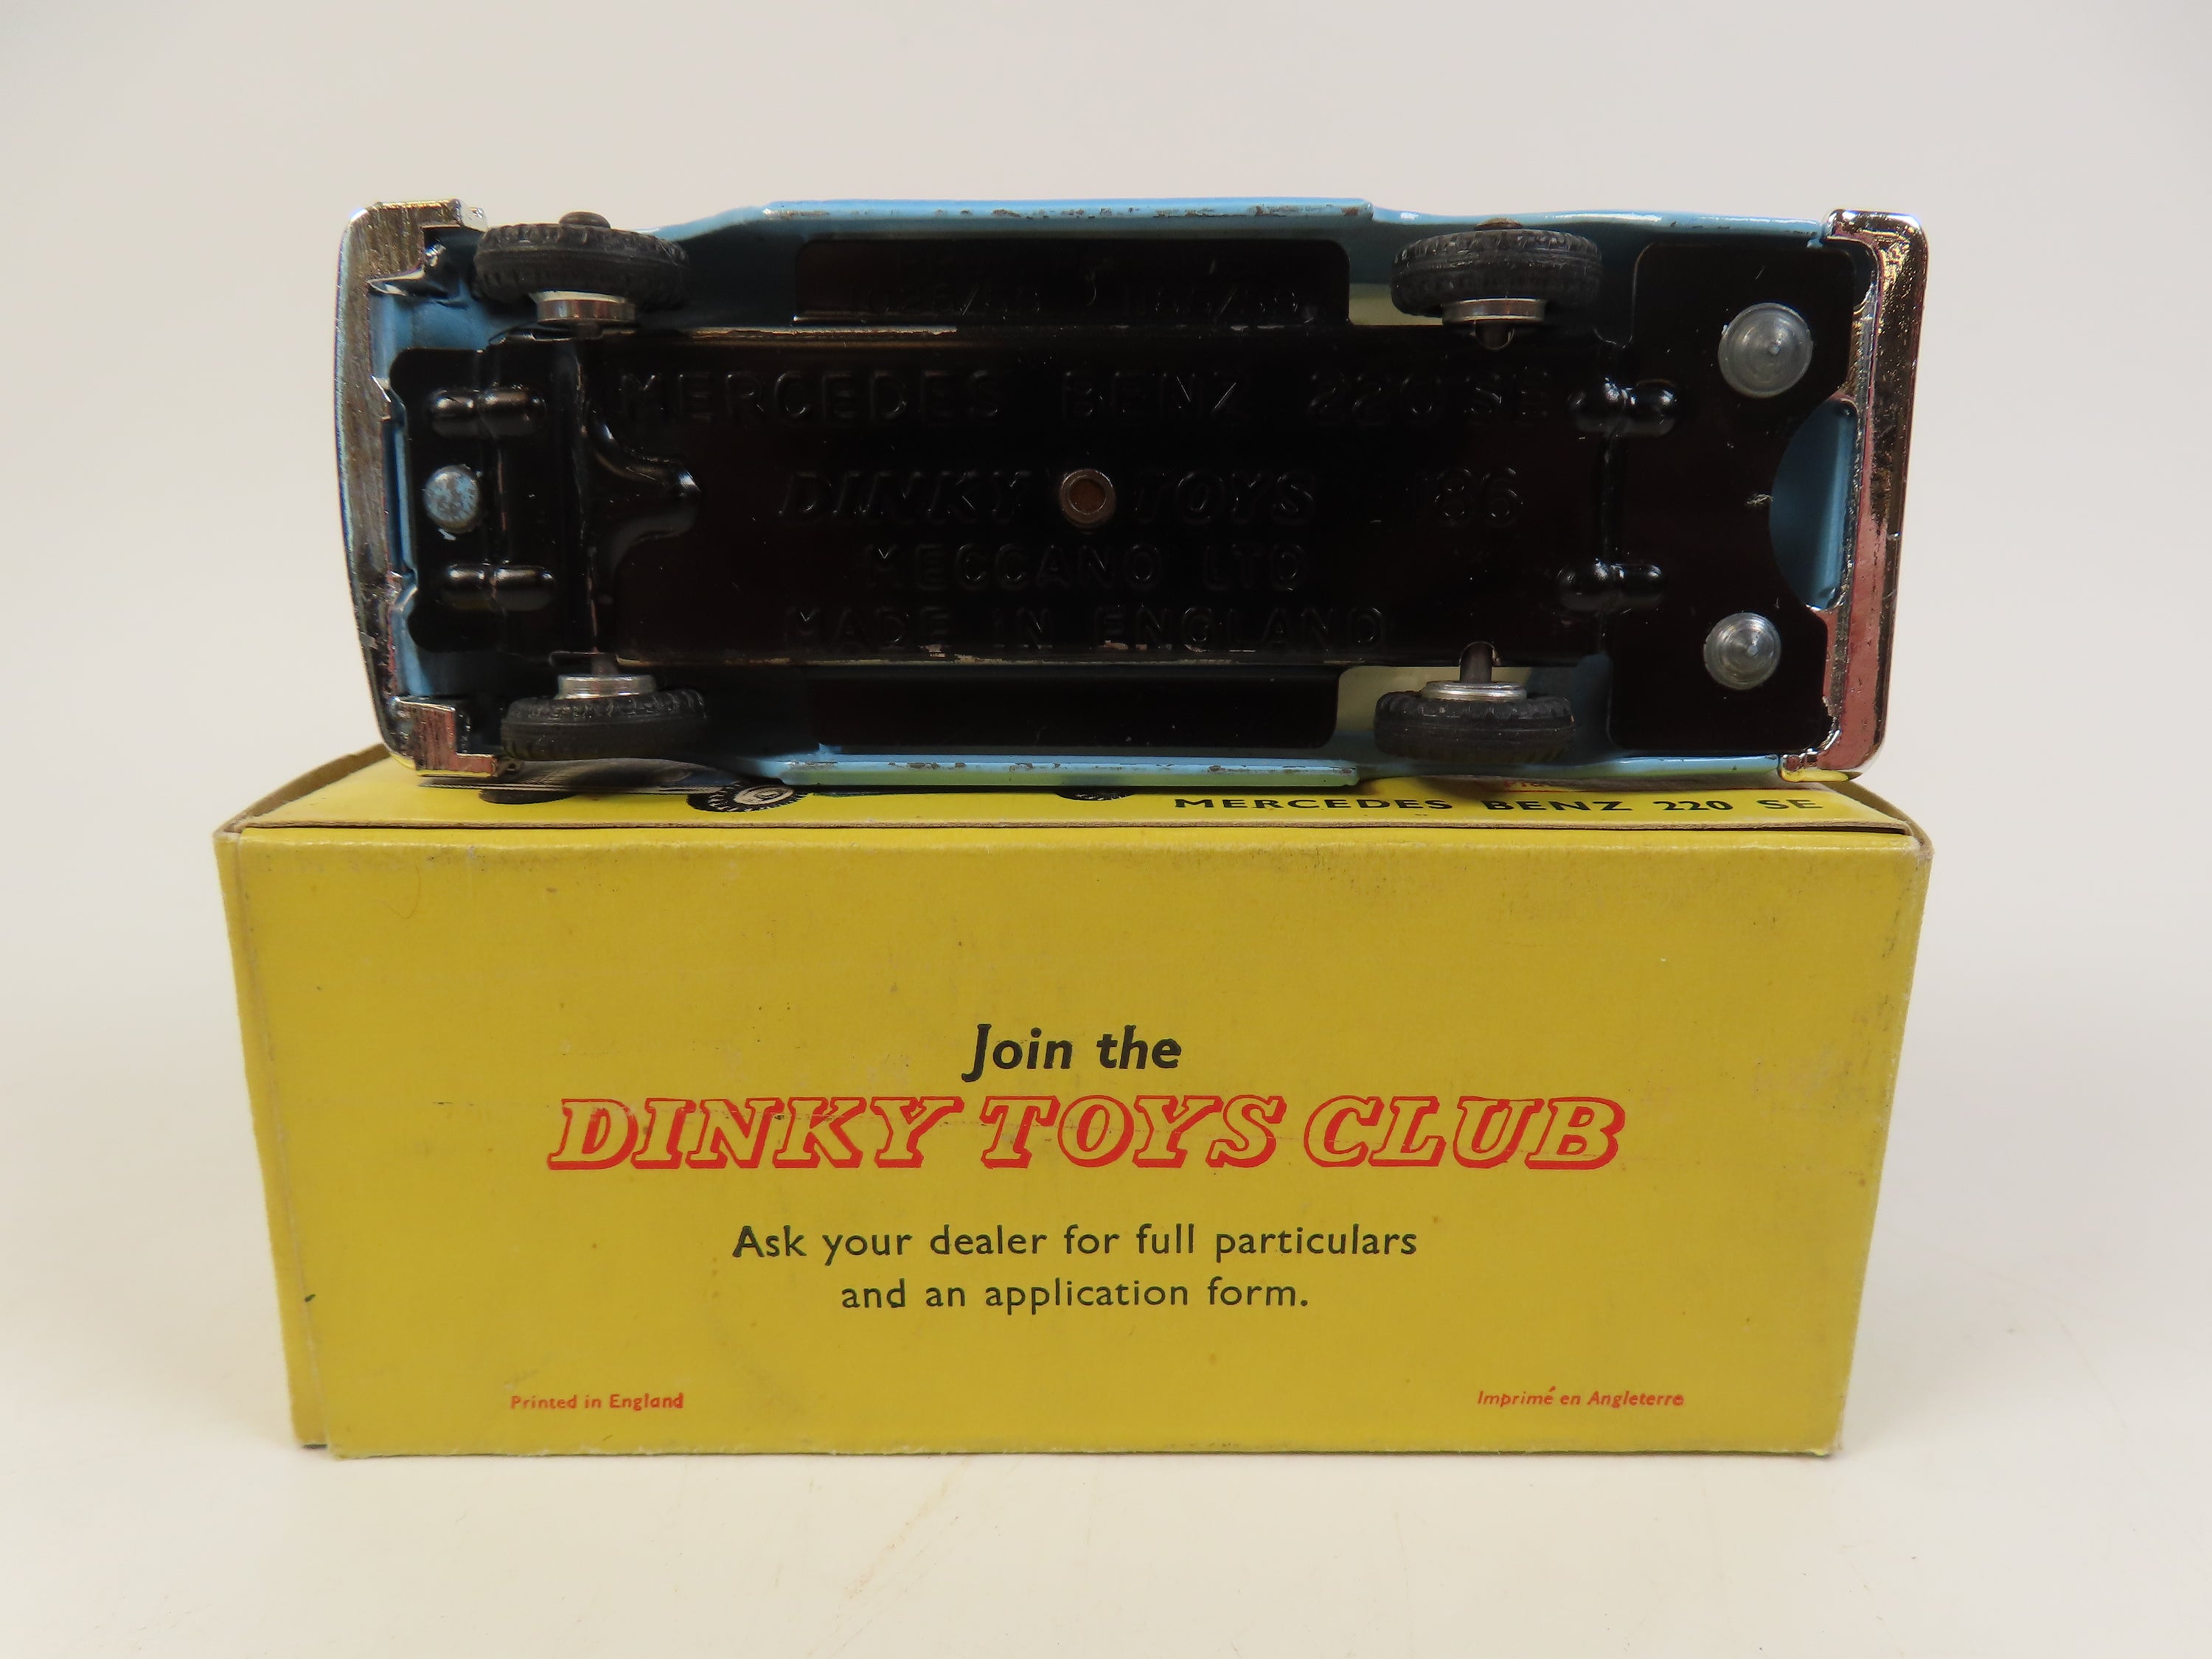 MERCEDES BENZ 220 SE
DINKY TOYS 186
MECCANO LTD
MADE IN ENGLAND
MERCEDES BENZ 220 SE
Join the
DINKY TOYS CLUB
Ask your dealer for full particulars
and an application form.
Printed in England
Imprimé en Angleterre